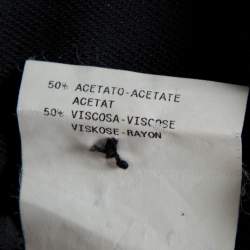 50% ACETATO-ACETATE
ACETAT
50% VISCOSA-VISCOSE
VISKOSE-RAYON